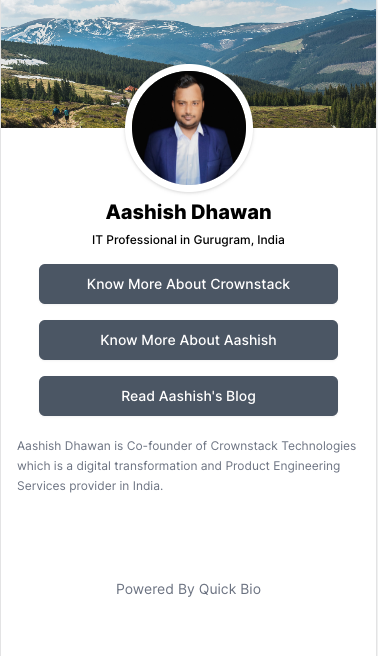 Aashish Dhawan
IT Professional in Gurugram, India
Know More About Crownstack
Know More About Aashish
Read Aashish's Blog
Aashish Dhawan is Co-founder of Crownstack Technologies
which is a digital transformation and Product Engineering
Services provider in India.
Powered By Quick Bio